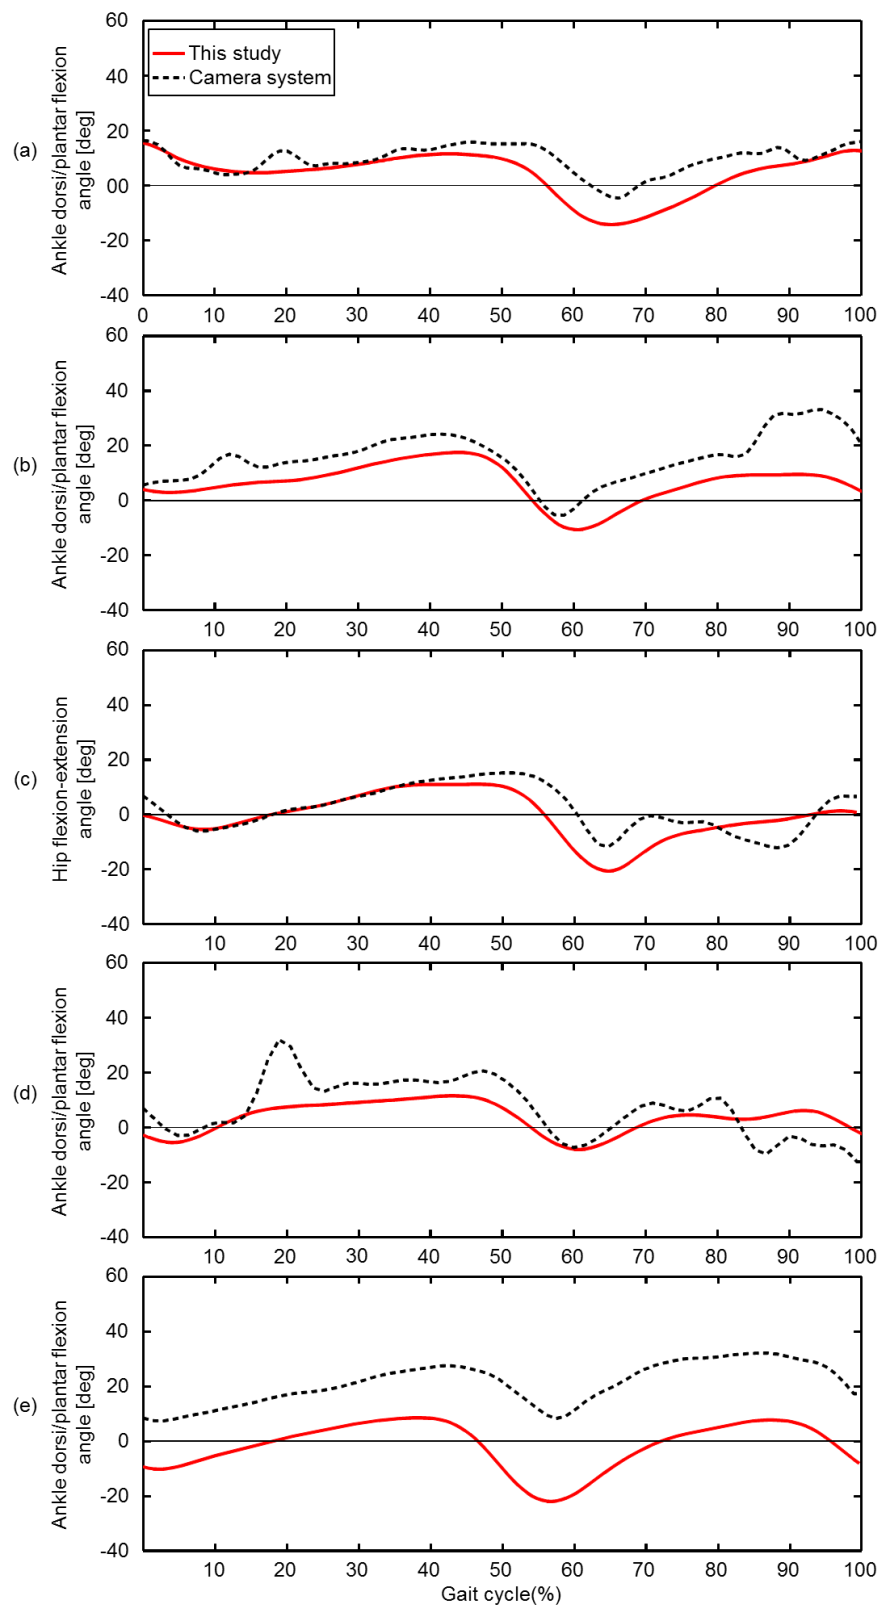 60
40
20
00
-20
-40
This study
Camera system
(a)
Ankle dorsi/plantar flexion
angle [deg]
0 10 20 30 40 50 60 70 80 90 100
60
40
20
0
-20
-40
(b)
Ankle dorsi/plantar flexion
angle [deg]
10 20 30 40 50 60 70 80 90 100
60
40
20
0
-20
-40
(c)
Hip flexion-extension
angle [deg]
10 20 30 40 50 60 70 80 90 100
60
40
20
0
-20
-40
(d)
Ankle dorsi/plantar flexion
angle [deg]
10 20 30 40 50 60 70 80 90 100
60
40
20
0
-20
-40
(e)
Ankle dorsi/plantar flexion
angle [deg]
0 10 20 30 40 50 60 70 80 90 100
Gait cycle(%)